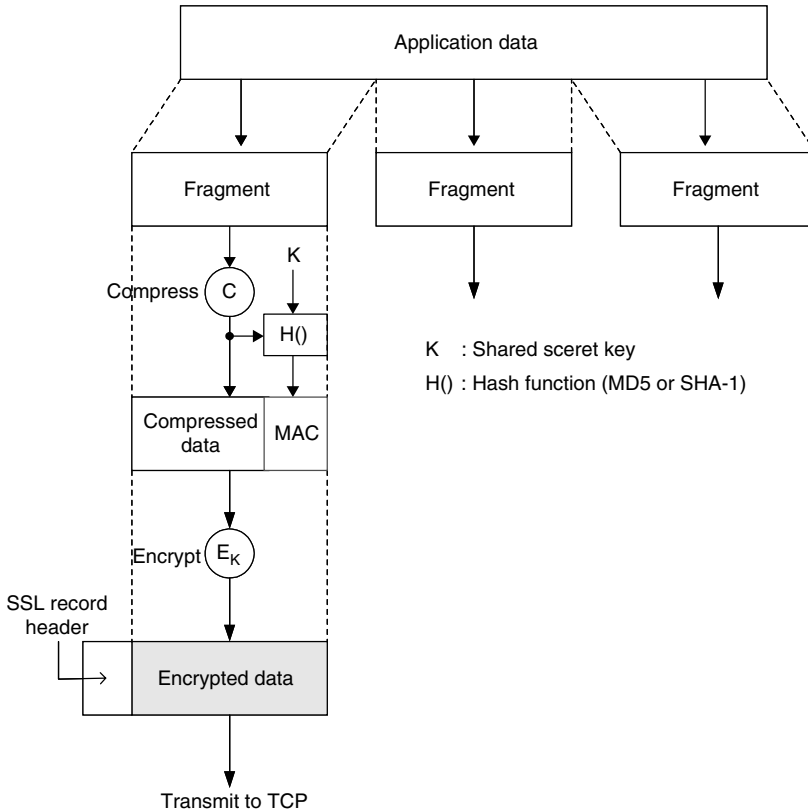 Application data
Fragment
Fragment
Fragment
Compress
C
K
H()
K : Shared sceret key
H() : Hash function (MD5 or SHA-1)
Compressed
data
MAC
Encrypt
E_K
SSL record
header
Encrypted data
Transmit to TCP